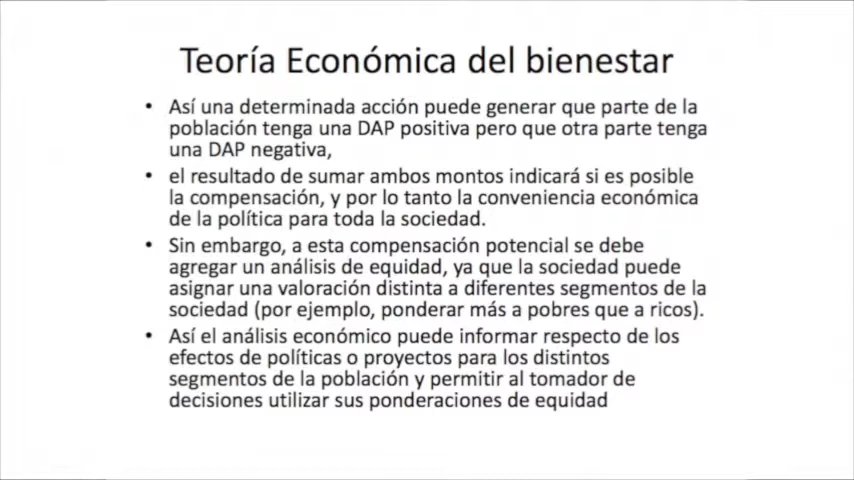 Teoría Económica del bienestar
• Así una determinada acción puede generar que parte de la
población tenga una DAP positiva pero que otra parte tenga
una DAP negativa,
• el resultado de sumar ambos montos indicará si es posible
la compensación, y por lo tanto la conveniencia económica
de la política para toda la sociedad.
• Sin embargo, a esta compensación potencial se debe
agregar un análisis de equidad, ya que la sociedad puede
asignar una valoración distinta a diferentes segmentos de la
sociedad (por ejemplo, ponderar más a pobres que a ricos).
• Así el análisis económico puede informar respecto de los
efectos de políticas o proyectos para los distintos
segmentos de la población y permitir al tomador de
decisiones utilizar sus ponderaciones de equidad